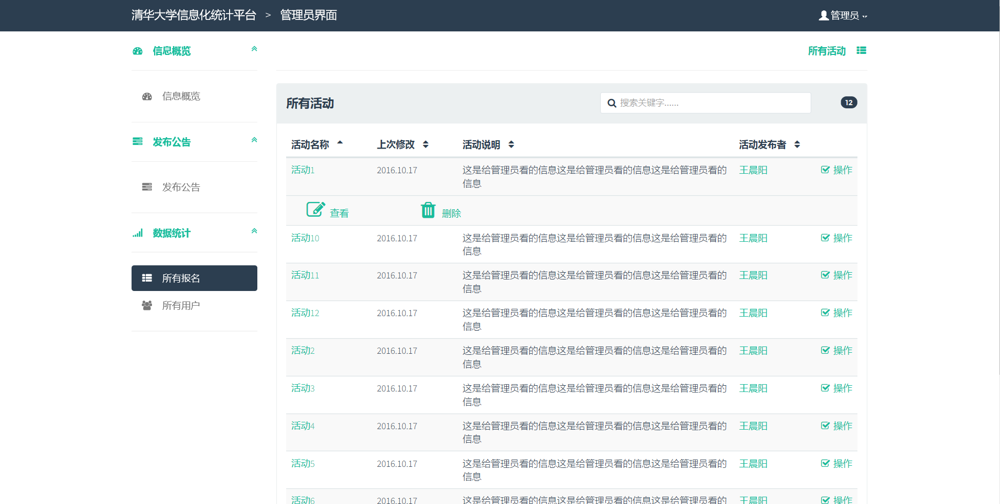 清华大学信息化统计平台 > 管理员界面
管理员
信息概览
信息概览
发布公告
发布公告
数据统计
所有报名
所有用户
所有活动
所有活动
搜索关键字......
12
活动名称 上次修改 活动说明 活动发布者
活动1 2016.10.17 这是给管理员看的信息这是给管理员看的信息这是给管理员看的 王晨阳 操作
信息
查看 删除
活动10 2016.10.17 这是给管理员看的信息这是给管理员看的信息这是给管理员看的 王晨阳 操作
信息
活动11 2016.10.17 这是给管理员看的信息这是给管理员看的信息这是给管理员看的 王晨阳 操作
信息
活动12 2016.10.17 这是给管理员看的信息这是给管理员看的信息这是给管理员看的 王晨阳 操作
信息
活动2 2016.10.17 这是给管理员看的信息这是给管理员看的信息这是给管理员看的 王晨阳 操作
信息
活动3 2016.10.17 这是给管理员看的信息这是给管理员看的信息这是给管理员看的 王晨阳 操作
信息
活动4 2016.10.17 这是给管理员看的信息这是给管理员看的信息这是给管理员看的 王晨阳 操作
信息
活动5 2016.10.17 这是给管理员看的信息这是给管理员看的信息这是给管理员看的 王晨阳 操作
信息
活动6 2016.10.17 这是给管理员看的信息这是给管理员看的信息这是给管理员看的 王晨阳 操作